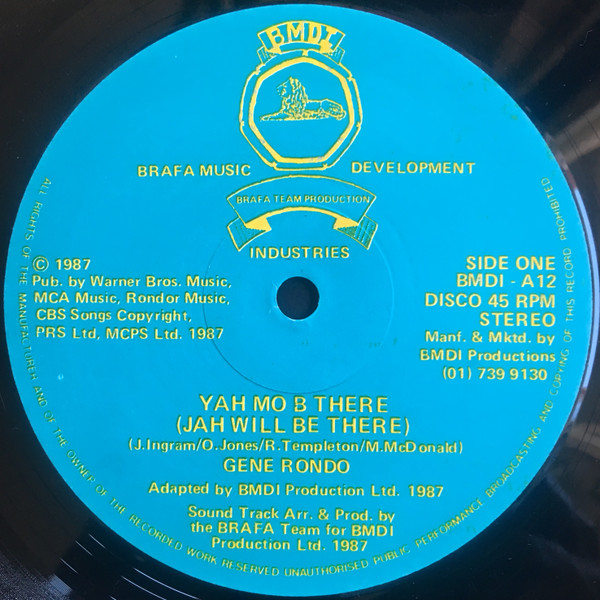 BMDI
BRAFA MUSIC DEVELOPMENT
BRAFA TEAM PRODUCTION
INDUSTRIES
© 1987
Pub. by Warner Bros. Music,
MCA Music, Rondor Music,
CBS Songs Copyright,
PRS Ltd, MCPS Ltd. 1987
SIDE ONE
BMDI - A12
DISCO 45 RPM
STEREO
Manf. & Mktd. by
BMDI Productions
(01) 739 9130
YAH MO B THERE
(JAH WILL BE THERE)
(J.Ingram/O.Jones/R.Templeton/M.McDonald)
GENE RONDO
Adapted by BMDI Production Ltd. 1987
Sound Track Arr. & Prod. by
the BRAFA Team for BMDI
Production Ltd. 1987
ALL RIGHTS OF THE MANUFACTURER AND OF THE OWNER OF THE RECORDED WORK RESERVED UNAUTHORISED PUBLIC PERFORMANCE BROADCASTING AND COPYING OF THIS RECORD PROHIBITED